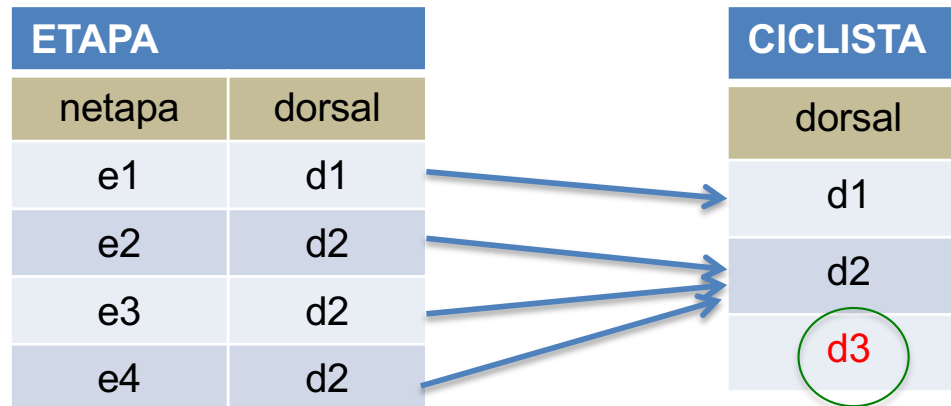 ETAPA
netapa dorsal
e1 d1
e2 d2
e3 d2
e4 d2
CICLISTA
dorsal
d1
d2
d3